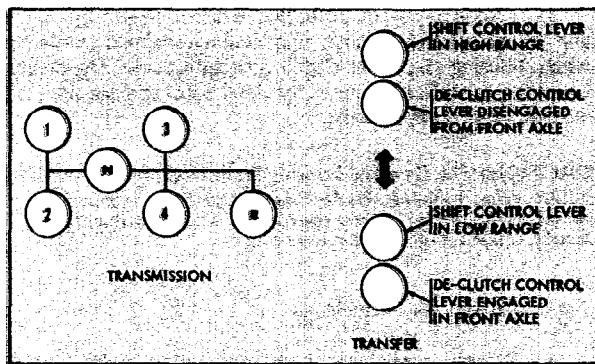 SHIFT CONTROL LEVER
IN HIGH RANGE
DE-CLUTCH CONTROL
LEVER DISENGAGED
FROM FRONT AXLE
1
3
N
2
4
R
SHIFT CONTROL LEVER
IN LOW RANGE
TRANSMISSION
DE-CLUTCH CONTROL
LEVER ENGAGED
IN FRONT AXLE
TRANSFER